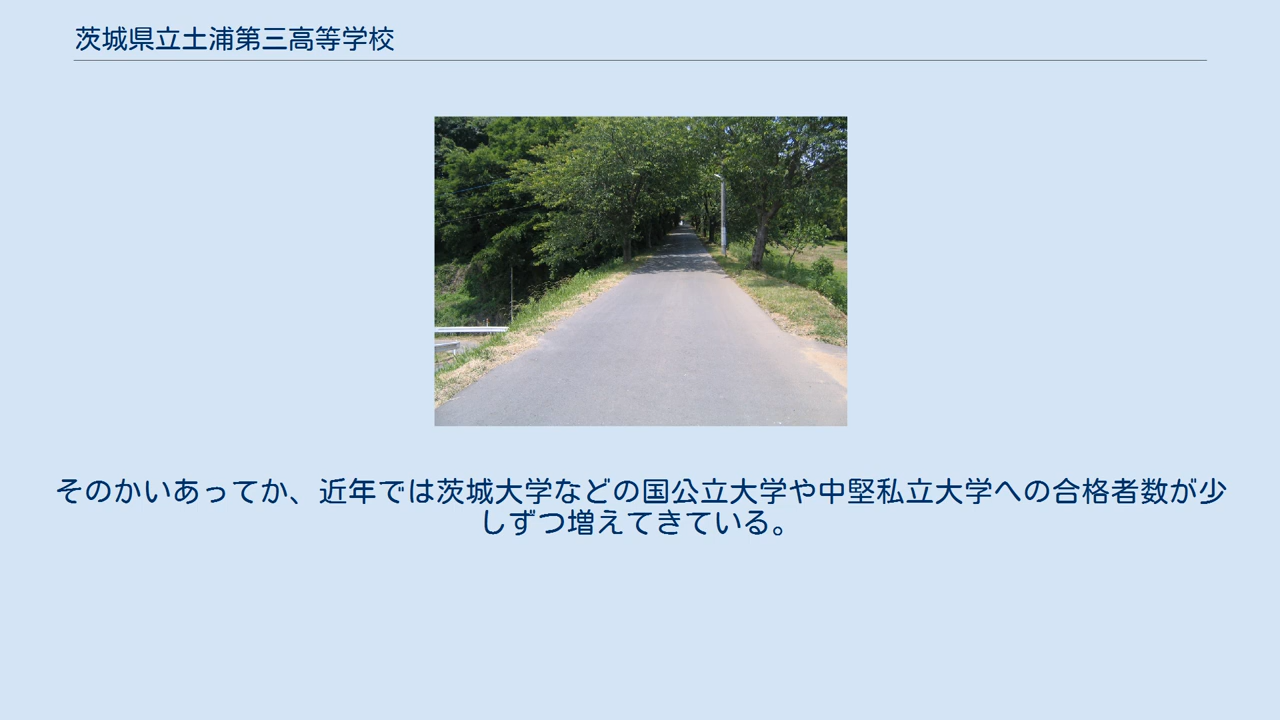 茨城県立土浦第三高等学校
そのかいあってか、近年では茨城大学などの国公立大学や中堅私立大学への合格者数が少
しずつ増えてきている。